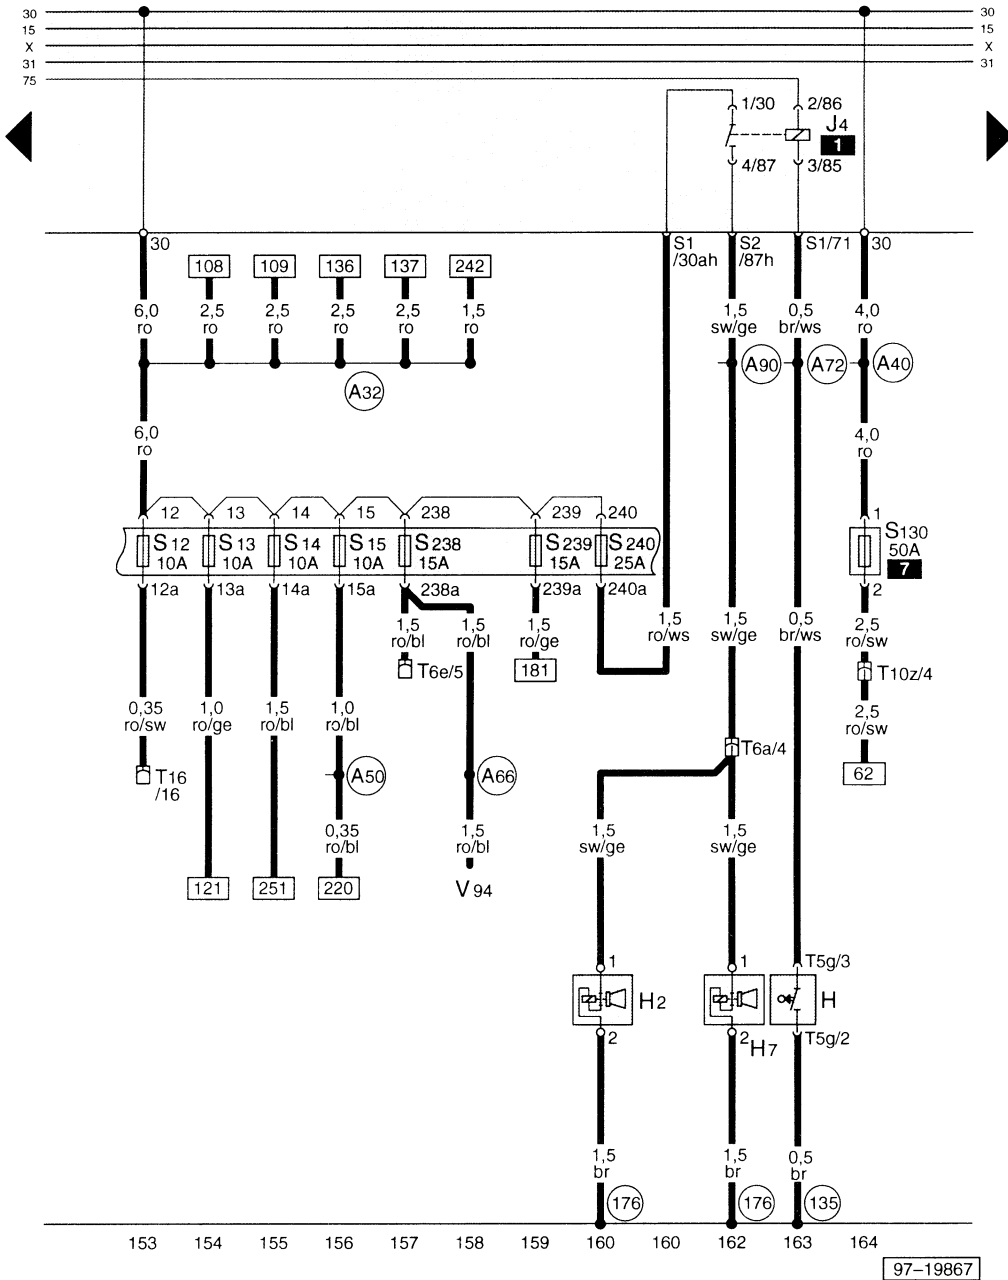 30 30
15 15
X X
31 31
75
1/30 2/86
J4
1
4/87 3/85
30 S1 S2 S1/71 30
/30ah /87h
108 109 136 137 242
6,0 2,5 2,5 2,5 2,5 1,5 1,5 0,5 4,0
ro ro ro ro ro ro sw/ge br/ws ro
A90 A72 A40
A32
6,0 4,0
ro ro
12 13 14 15 238 239 240 1
S12 S13 S14 S15 S238 S239 S240 S130
10A 10A 10A 10A 15A 15A 25A 50A
7
12a 13a 14a 15a 238a 239a 240a 2
1,5 1,5 1,5 1,5 1,5 0,5 2,5
ro/bl ro/bl ro/ge ro/ws sw/ge br/ws ro/sw
T6e/5 181 T10z/4
0,35 1,0 1,5 1,0 2,5
ro/sw ro/ge ro/bl ro/bl ro/sw
T6a/4
T16 A50 A66 62
/16
0,35 1,5 1,5 1,5
ro/bl ro/bl sw/ge sw/ge
121 251 220 V94
1 1 T5g/3
H2 H
2 2 T5g/2
H7
1,5 1,5 0,5
br br br
176 176 135
153 154 155 156 157 158 159 160 160 162 163 164
97-19867